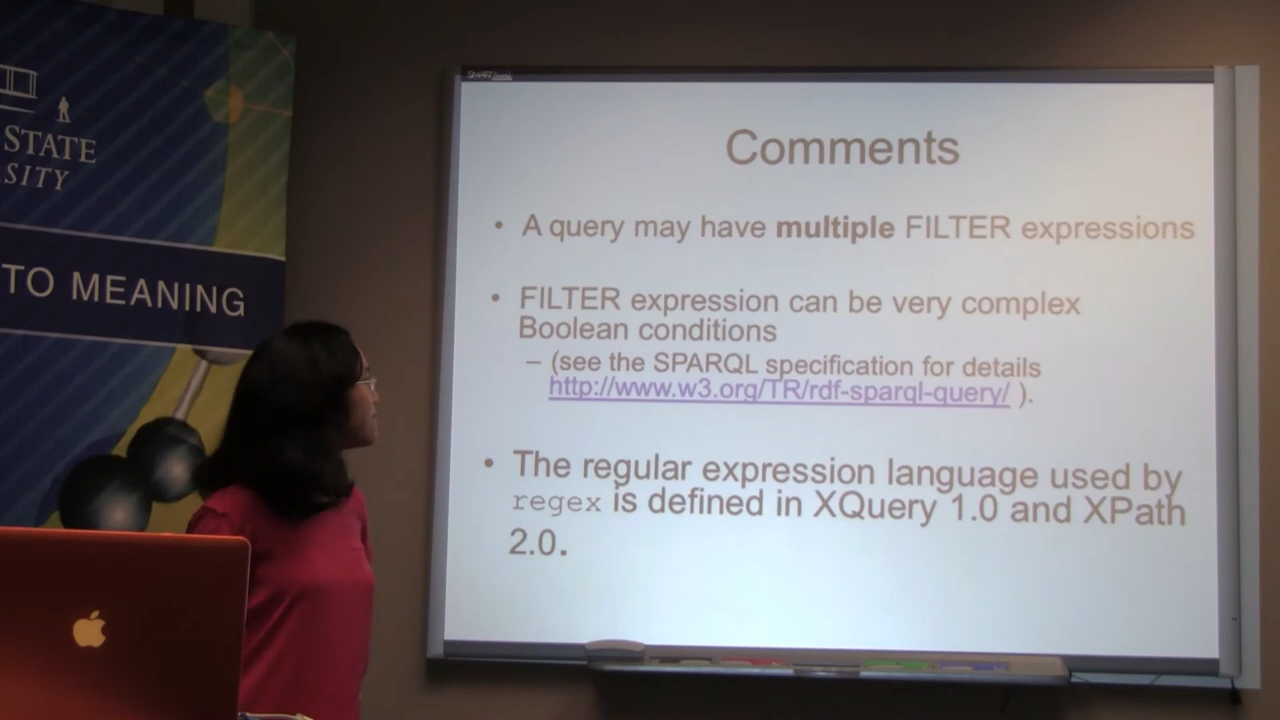 STATE
SITY
TO MEANING
SMART Board
Comments
• A query may have multiple FILTER expressions
• FILTER expression can be very complex
Boolean conditions
– (see the SPARQL specification for details
http://www.w3.org/TR/rdf-sparql-query/ ).
• The regular expression language used by
regex is defined in XQuery 1.0 and XPath
2.0.